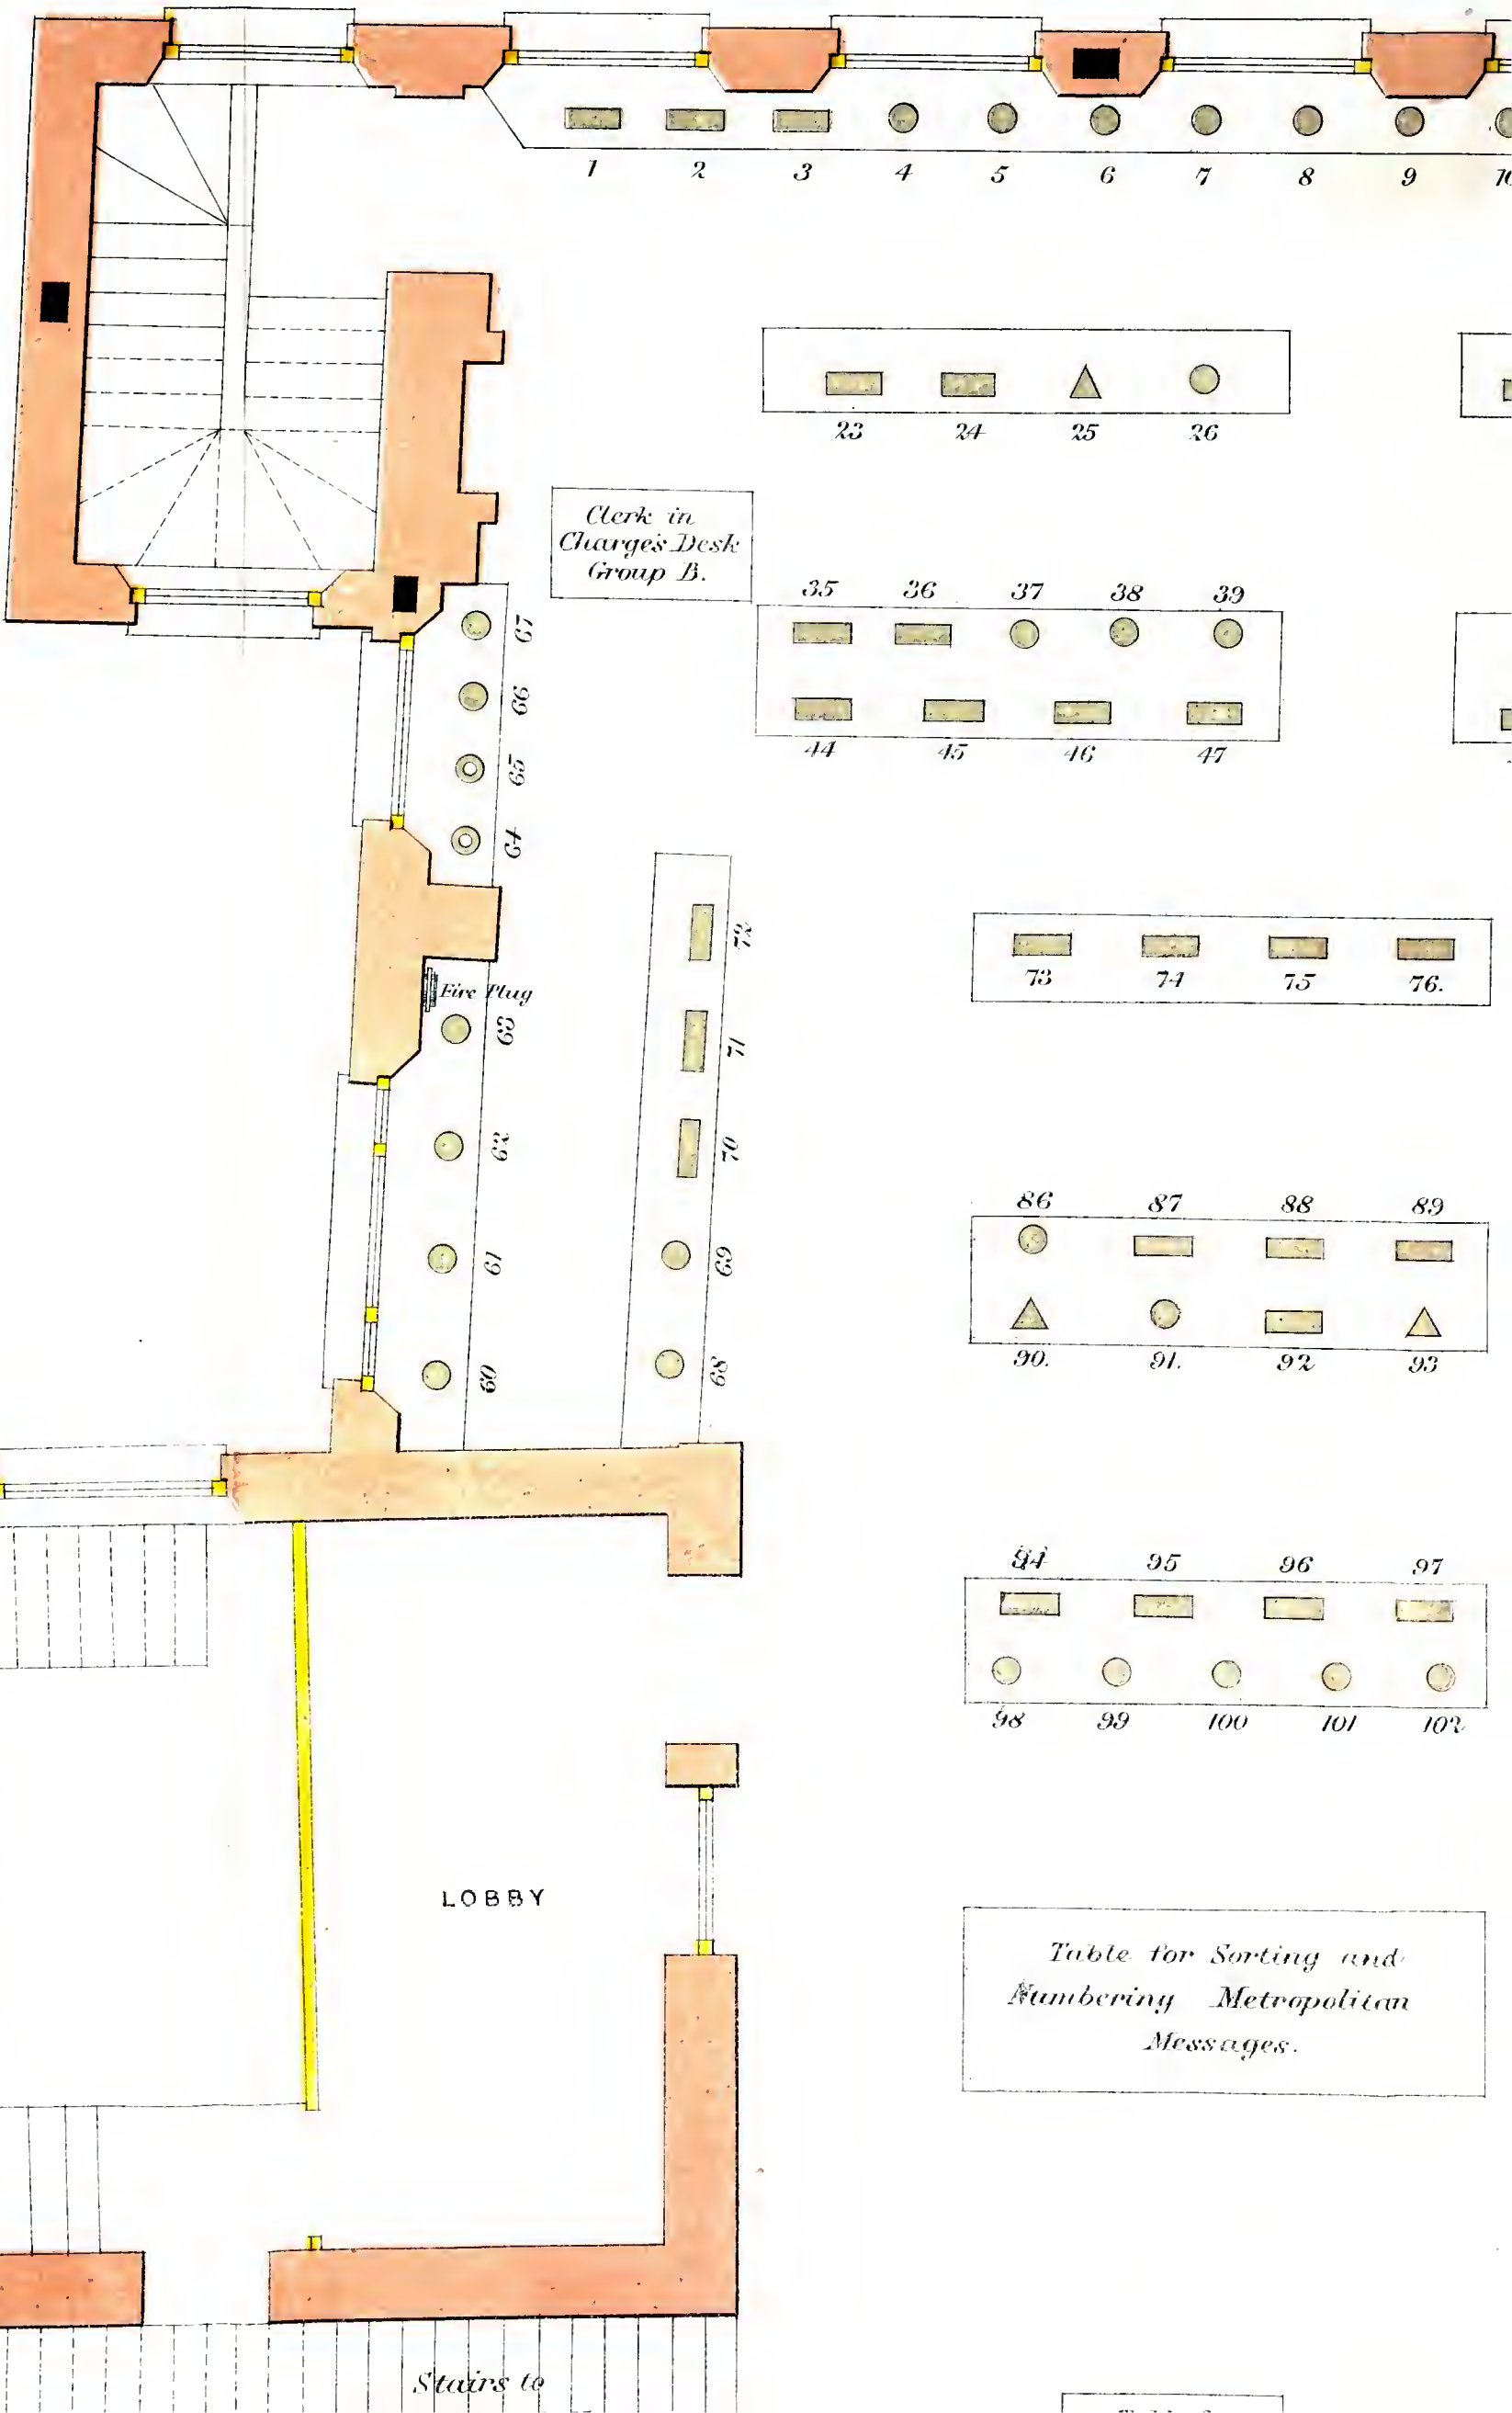 1 2 3 4 5 6 7 8 9
23 24 25 26
Clerk in
Charge's Desk
Group B.
35 36 37 38 39
44 45 46 47
67
66
65
64
Fire Plug
63
62
61
60
72
71
70
69
68
73 74 75 76.
86 87 88 89
90. 91. 92 93
94 95 96 97
98 99 100 101 102
LOBBY
Table for Sorting and
Numbering Metropolitan
Messages.
Stairs to